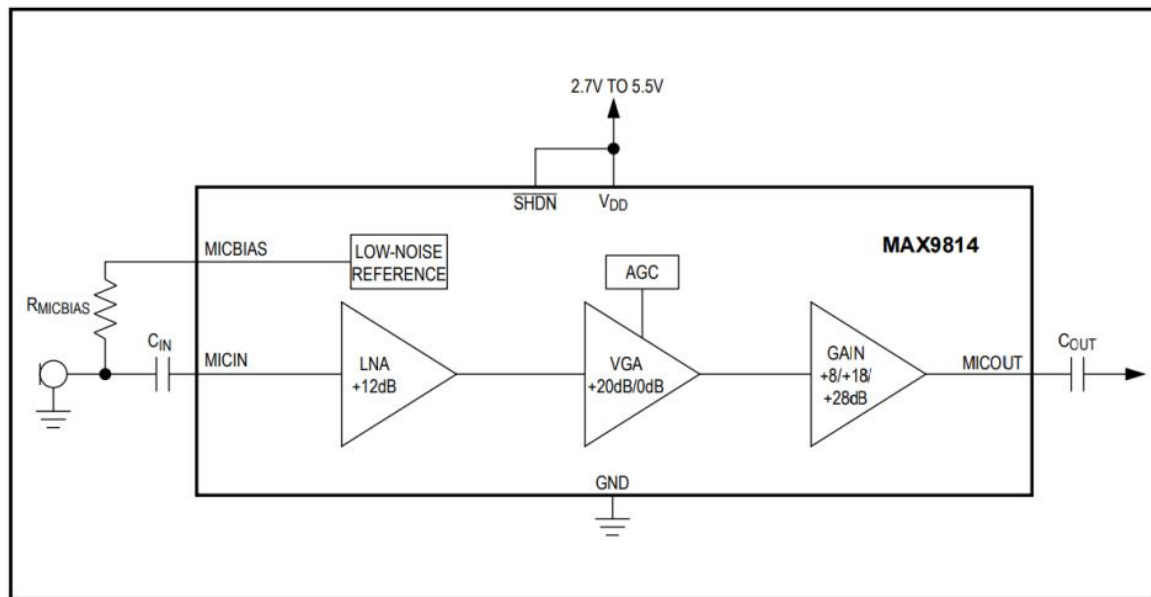 2.7V TO 5.5V
SHDN
VDD
MAX9814
MICBIAS
LOW-NOISE
REFERENCE
AGC
RMICBIAS
CIN
MICIN
LNA
+12dB
VGA
+20dB/0dB
GAIN
+8/+18/
+28dB
MICOUT
COUT
GND